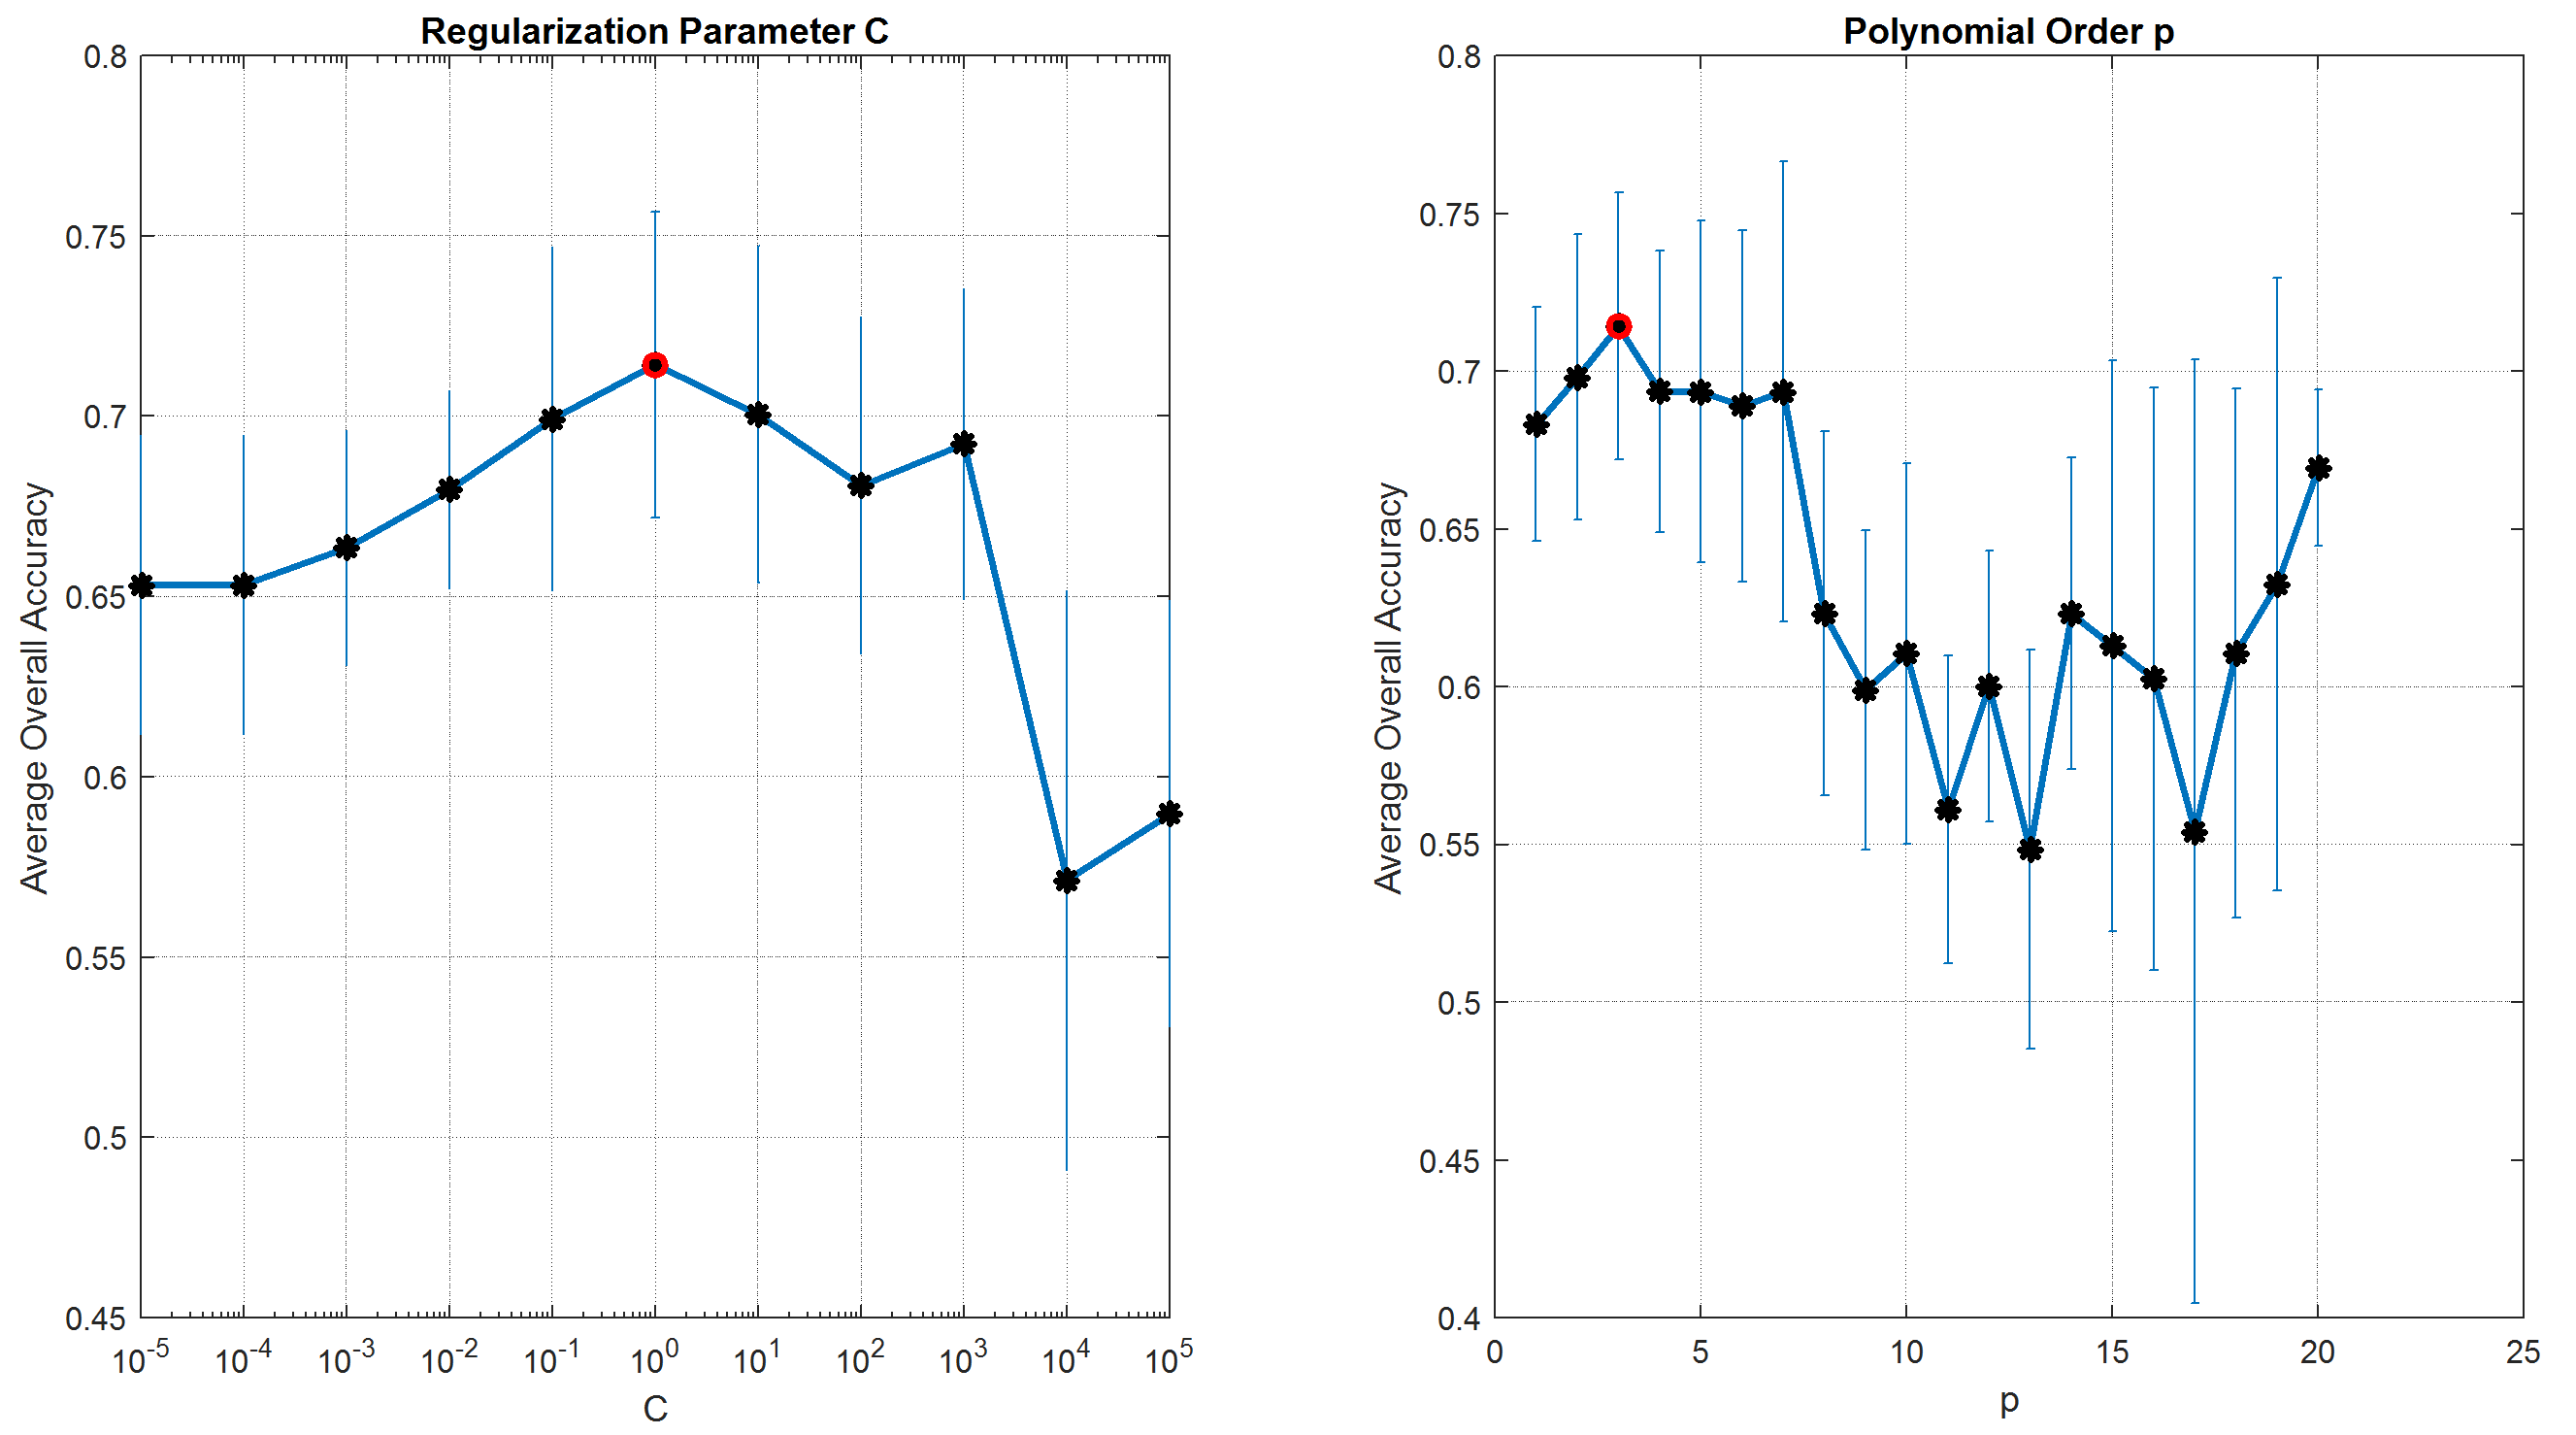 Regularization Parameter C
0.8
0.75
0.7
0.65
0.6
0.55
0.5
0.45
Average Overall Accuracy
10^-5 10^-4 10^-3 10^-2 10^-1 10^0 10^1 10^2 10^3 10^4 10^5
C
Polynomial Order p
0.8
0.75
0.7
0.65
0.6
0.55
0.5
0.45
0.4
Average Overall Accuracy
0 5 10 15 20 25
p